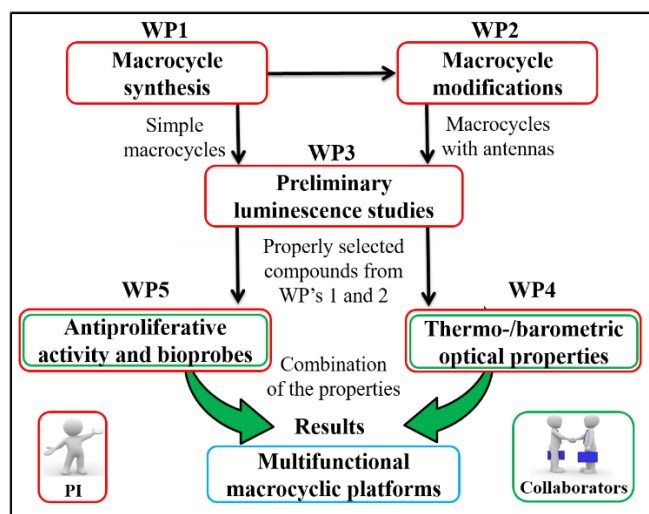 WP1
Macrocycle
synthesis
WP2
Macrocycle
modifications
Simple
macrocycles
Macrocycles
with antennas
WP3
Preliminary
luminescence studies
Properly selected
compounds from
WP's 1 and 2
WP5
Antiproliferative
activity and bioprobes
WP4
Thermo-/barometric
optical properties
Combination
of the properties
Results
Multifunctional
macrocyclic platforms
PI
Collaborators